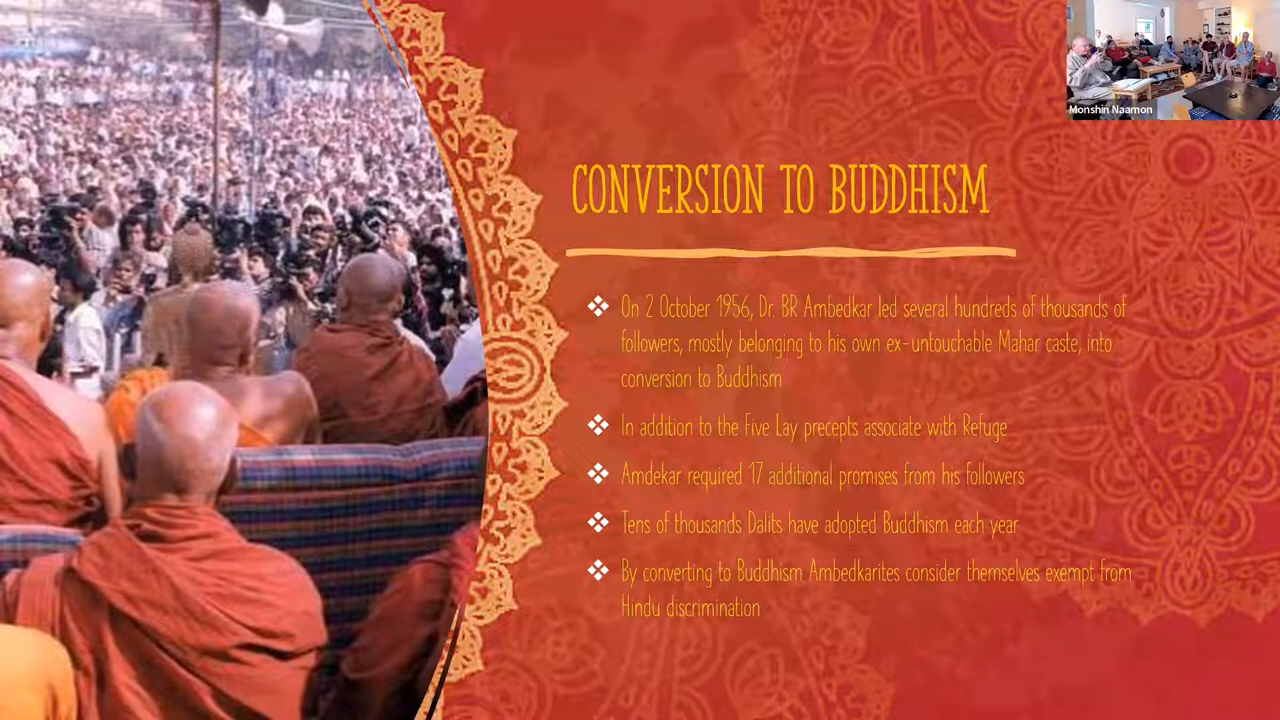 Monshin Naamon
CONVERSION TO BUDDHISM
On 2 October 1956, Dr. BR Ambedkar led several hundreds of thousands of
followers, mostly belonging to his own ex-untouchable Mahar caste, into
conversion to Buddhism
In addition to the Five Lay precepts associate with Refuge
Amdekar required 17 additional promises from his followers
Tens of thousands Dalits have adopted Buddhism each year
By converting to Buddhism Ambedkarites consider themselves exempt from
Hindu discrimination